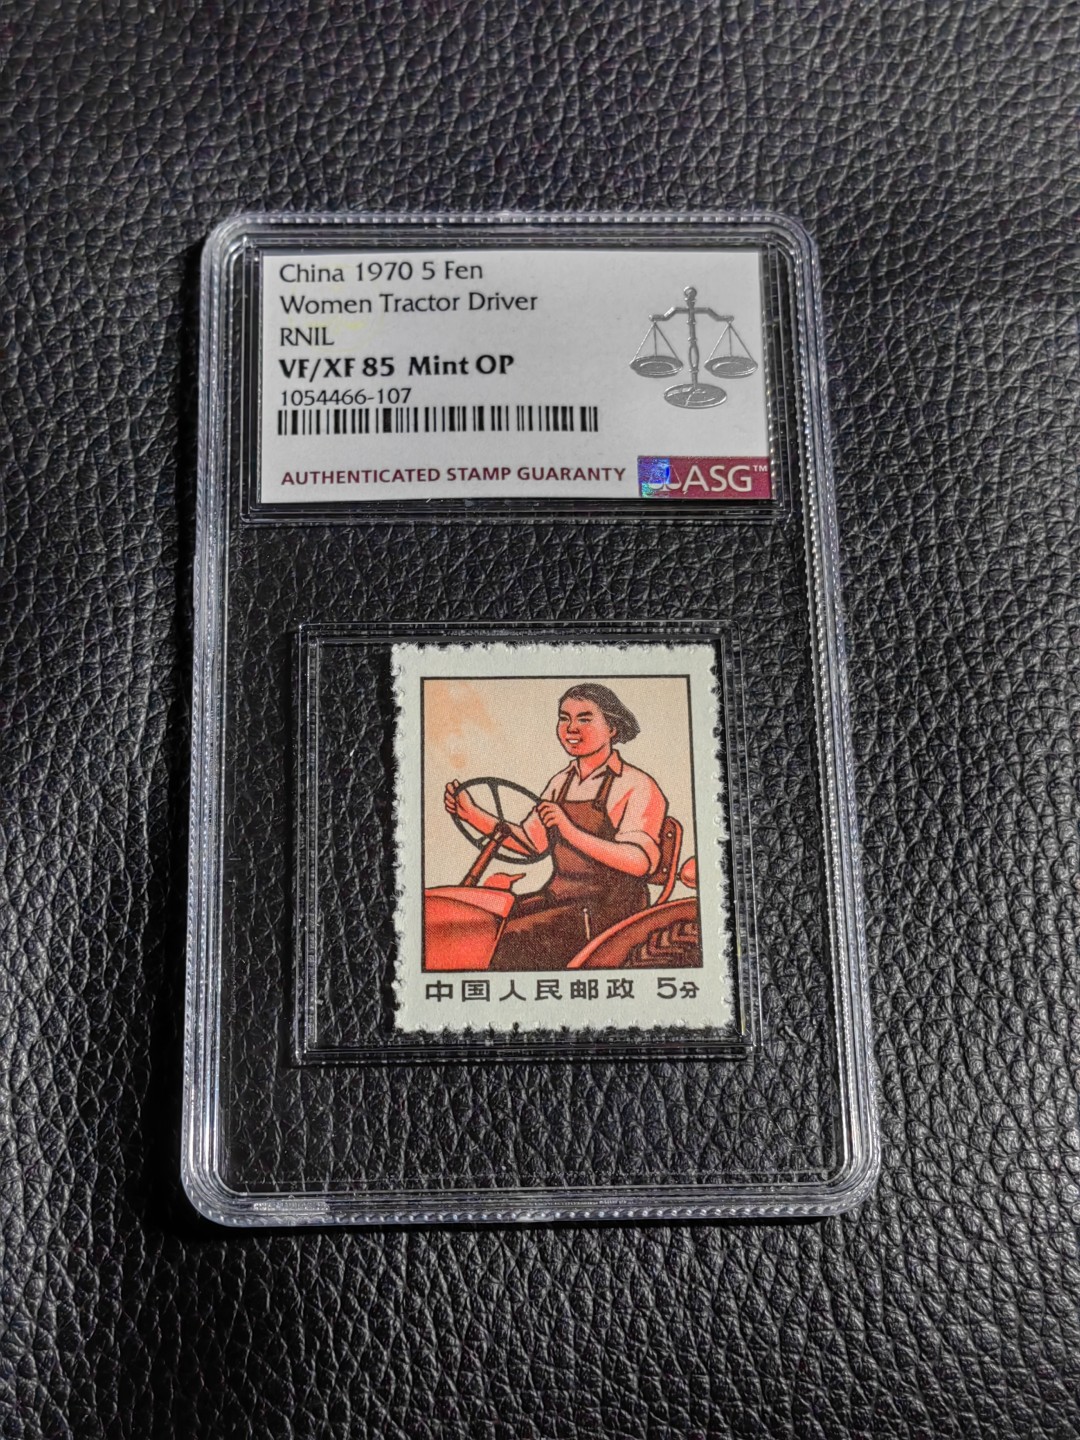 China 1970 5 Fen
Women Tractor Driver
RNIL
VF/XF 85 Mint OP
1054466-107
AUTHENTICATED STAMP GUARANTY
ASG™
中国人民邮政 5分